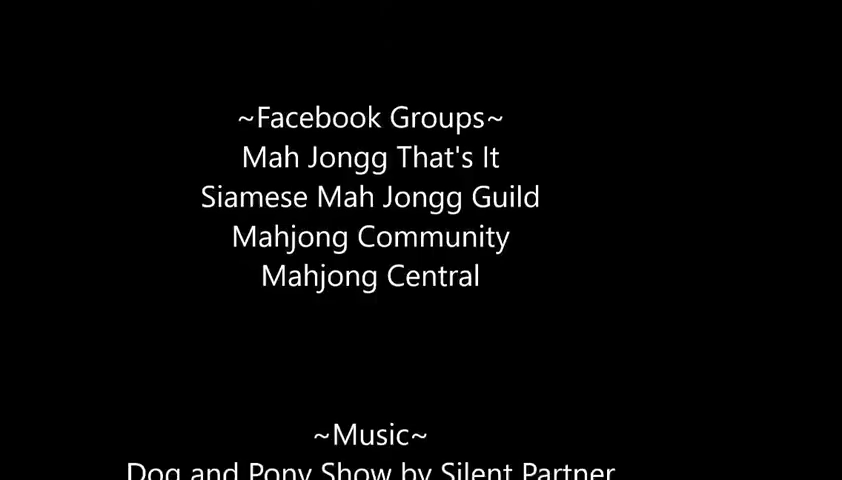 ~Facebook Groups~
Mah Jongg That's It
Siamese Mah Jongg Guild
Mahjong Community
Mahjong Central
~Music~
Dog and Pony Show by Silent Partner